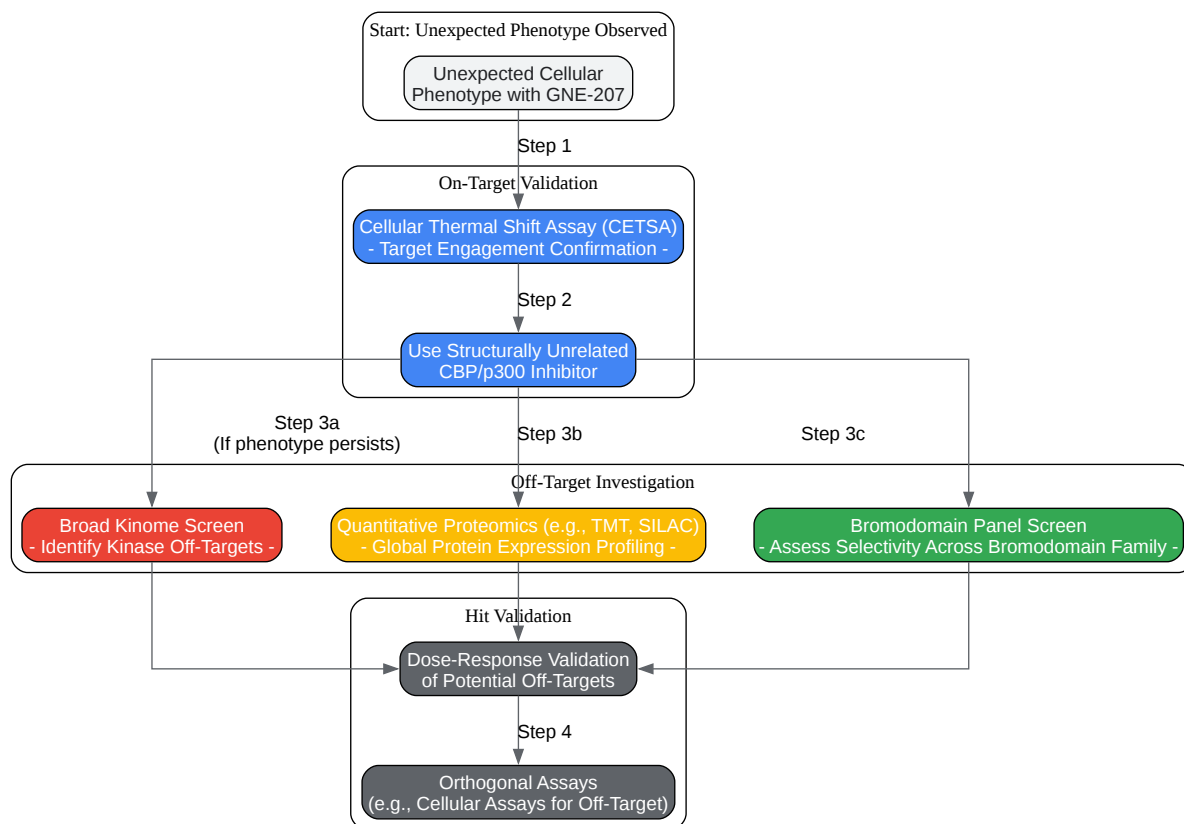 Start: Unexpected Phenotype Observed
Unexpected Cellular
Phenotype with GNE-207
Step 1
On-Target Validation
Cellular Thermal Shift Assay (CETSA)
- Target Engagement Confirmation -
Step 2
Use Structurally Unrelated
CBP/p300 Inhibitor
Step 3a
(If phenotype persists)
Step 3b
Step 3c
Off-Target Investigation
Broad Kinome Screen
- Identify Kinase Off-Targets -
Quantitative Proteomics (e.g., TMT, SILAC)
- Global Protein Expression Profiling -
Bromodomain Panel Screen
- Assess Selectivity Across Bromodomain Family -
Hit Validation
Dose-Response Validation
of Potential Off-Targets
Step 4
Orthogonal Assays
(e.g., Cellular Assays for Off-Target)